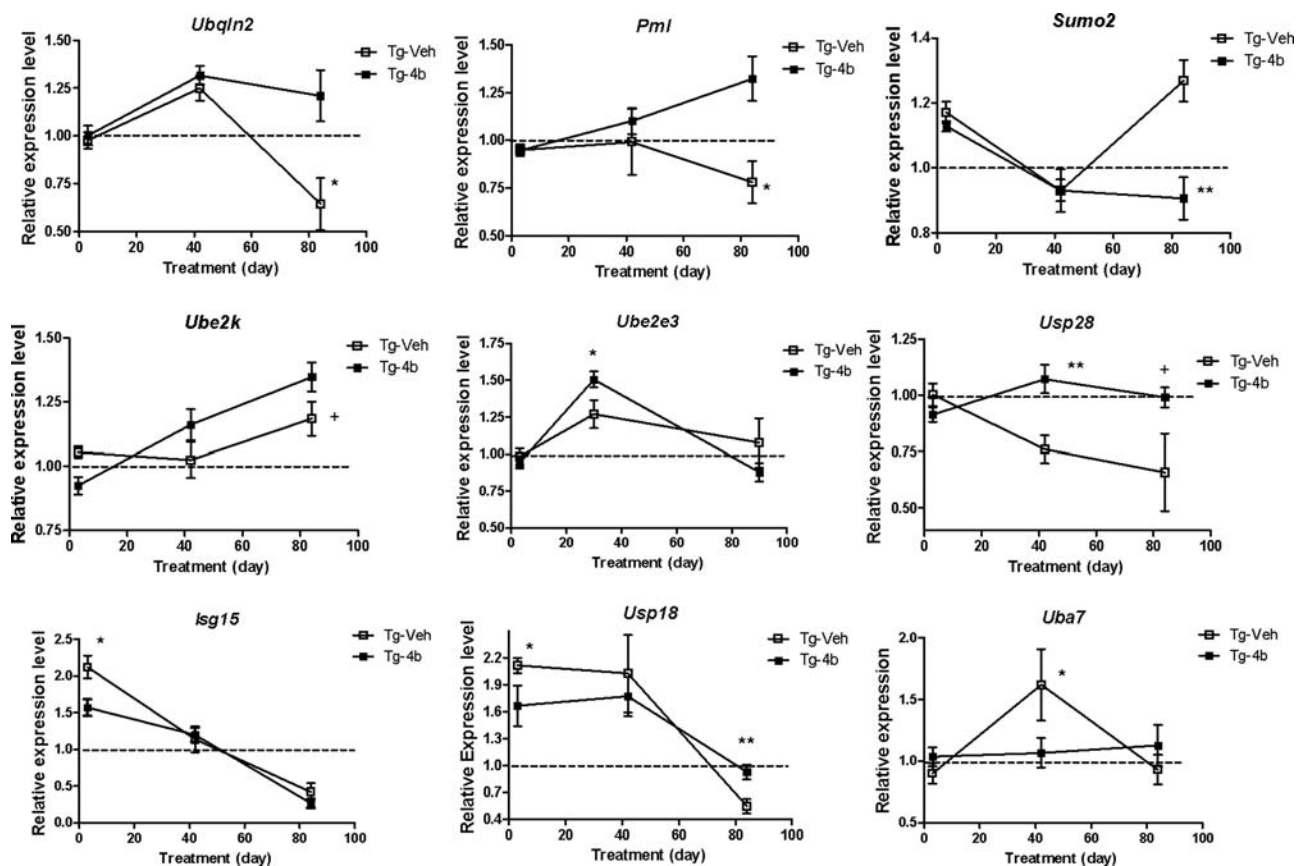 Ubqln2
Relative expression level
1.50
1.25
1.00
0.75
0.50
0 20 40 60 80 100
Treatment (day)
*
Tg-Veh
Tg-4b
Pml
Relative expression level
1.50
1.25
1.00
0.75
0.50
0 20 40 60 80 100
Treatment (day)
*
Tg-Veh
Tg-4b
Sumo2
Relative expression level
1.4
1.2
1.0
0.8
0 20 40 60 80 100
Treatment (day)
**
Tg-Veh
Tg-4b
Ube2k
Relative expression level
1.50
1.25
1.00
0.75
0 20 40 60 80 100
Treatment (day)
+
Tg-Veh
Tg-4b
Ube2e3
Relative expression level
1.75
1.50
1.25
1.00
0.75
0.50
0 20 40 60 80 100
Treatment (day)
*
Tg-Veh
Tg-4b
Usp28
Relative expression level
1.25
1.00
0.75
0.50
0 20 40 60 80 100
Treatment (day)
** +
Tg-Veh
Tg-4b
Isg15
Relative expression level
2.5
2.0
1.5
1.0
0.5
0.0
0 20 40 60 80 100
Treatment (day)
*
Tg-Veh
Tg-4b
Usp18
Relative Expression level
2.2
1.9
1.6
1.3
1.0
0.7
0.4
0 20 40 60 80 100
Treatment (day)
*
**
Tg-Veh
Tg-4b
Uba7
Relative expression
2.0
1.5
1.0
0.5
0 20 40 60 80 100
Treatment (day)
*
Tg-Veh
Tg-4b